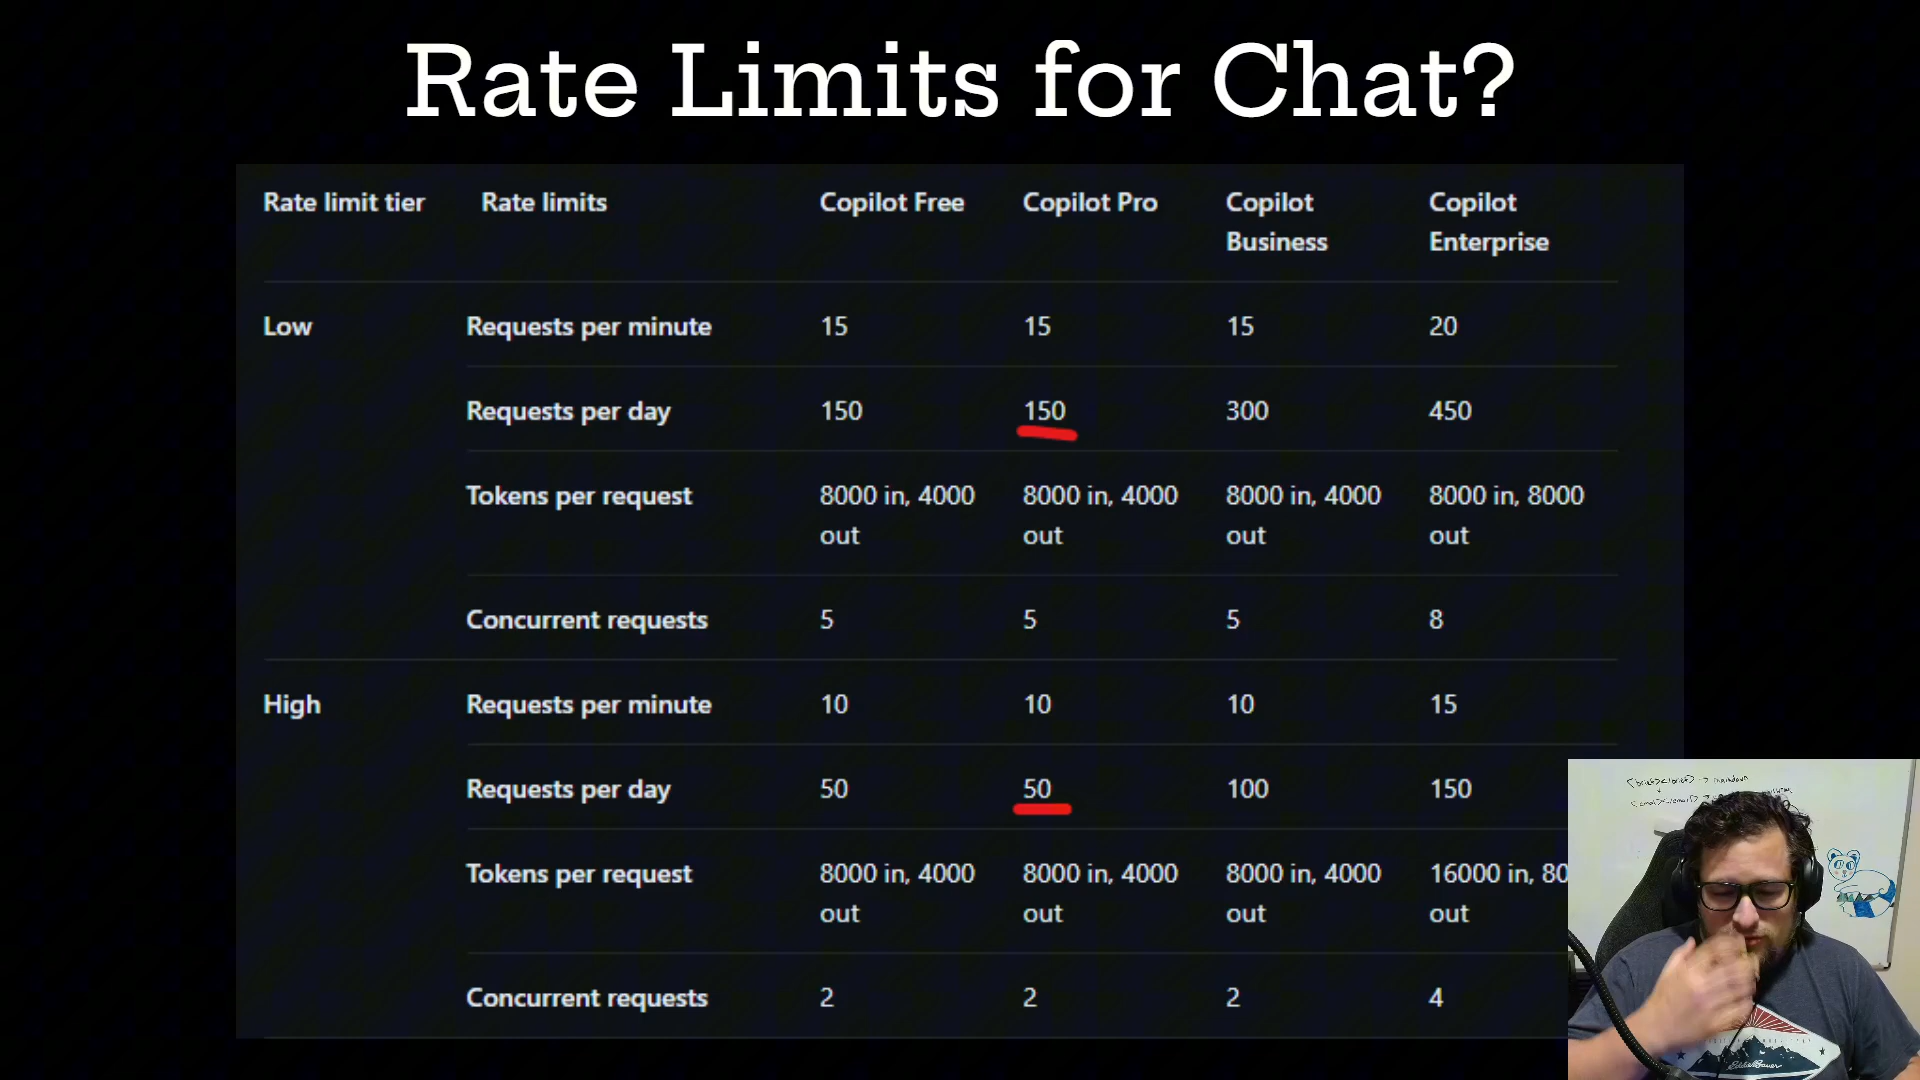 Rate Limits for Chat?
Rate limit tier Rate limits Copilot Free Copilot Pro Copilot Business Copilot Enterprise
Low Requests per minute 15 15 15 20
Requests per day 150 150 300 450
Tokens per request 8000 in, 4000 out 8000 in, 4000 out 8000 in, 4000 out 8000 in, 8000 out
Concurrent requests 5 5 5 8
High Requests per minute 10 10 10 15
Requests per day 50 50 100 150
Tokens per request 8000 in, 4000 out 8000 in, 4000 out 8000 in, 4000 out 16000 in, 80 out
Concurrent requests 2 2 2 4
Eddie Bauer